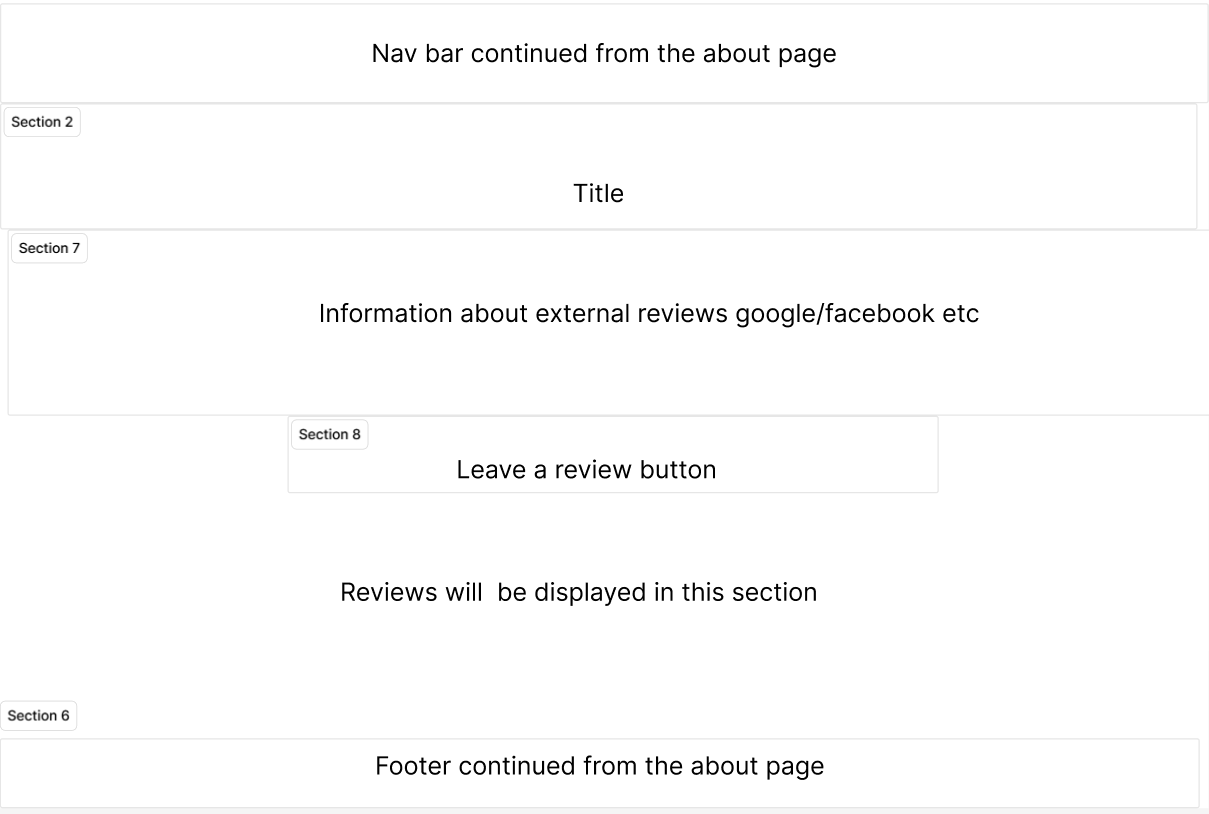 Nav bar continued from the about page
Section 2
Title
Section 7
Information about external reviews google/facebook etc
Section 8
Leave a review button
Reviews will  be displayed in this section
Section 6
Footer continued from the about page